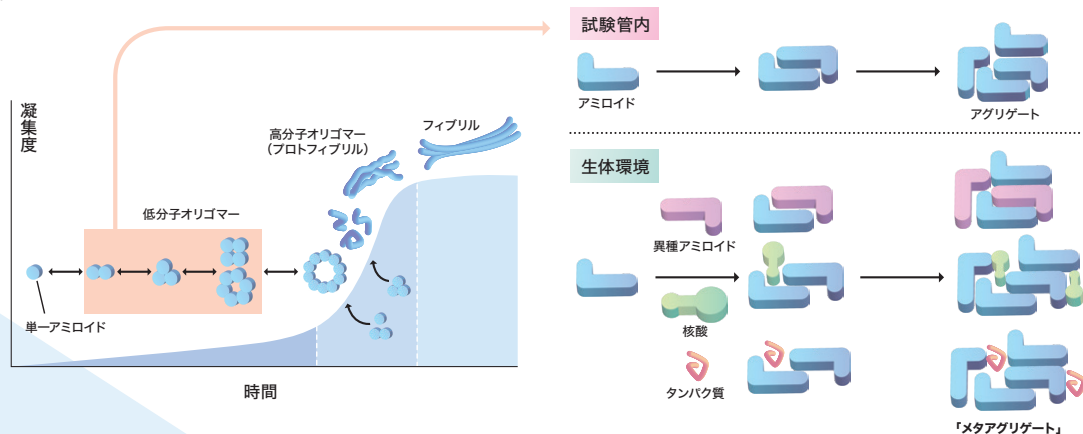 凝集度
単一アミロイド
低分子オリゴマー
高分子オリゴマー
(プロトフィブリル)
フィブリル
時間
試験管内
アミロイド
アグリゲート
生体環境
異種アミロイド
核酸
タンパク質
「メタアグリゲート」